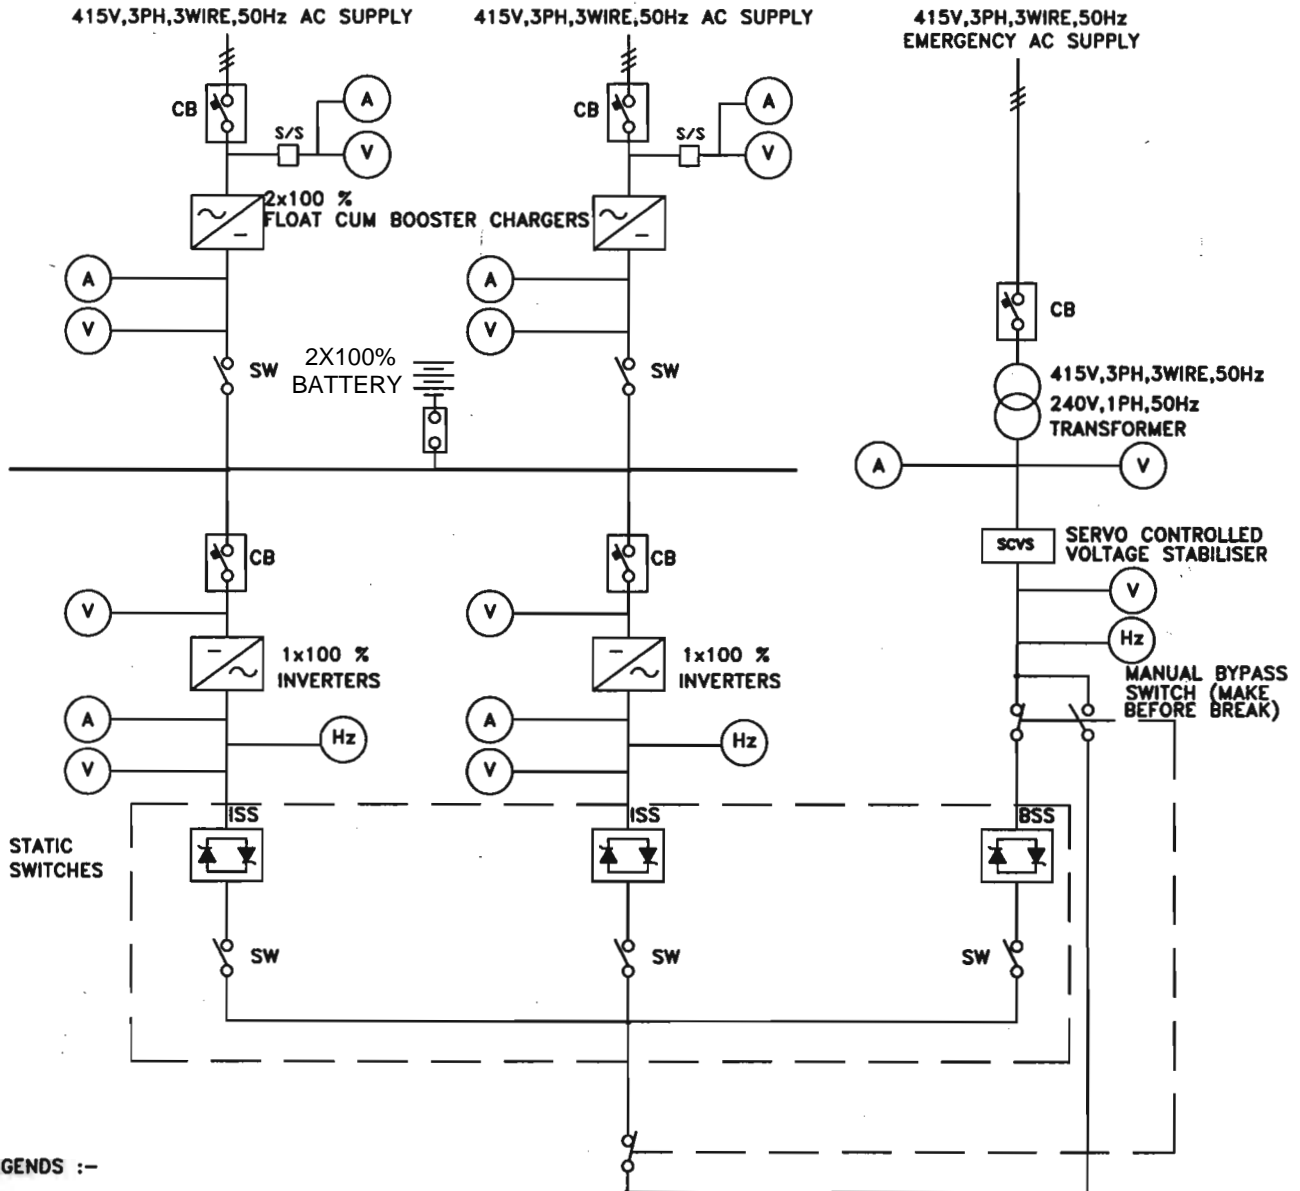 415V,3PH,3WIRE,50Hz AC SUPPLY
415V,3PH,3WIRE,50Hz AC SUPPLY
415V,3PH,3WIRE,50Hz
EMERGENCY AC SUPPLY
CB
A
S/S
V
CB
A
S/S
V
2x100 %
FLOAT CUM BOOSTER CHARGERS
A
V
SW
A
V
SW
2X100%
BATTERY
CB
415V,3PH,3WIRE,50Hz
240V,1PH,50Hz
TRANSFORMER
A
V
CB
CB
SCVS
SERVO CONTROLLED
VOLTAGE STABILISER
V
V
V
Hz
1x100 %
INVERTERS
1x100 %
INVERTERS
MANUAL BYPASS
SWITCH (MAKE
BEFORE BREAK)
A
Hz
V
A
Hz
V
ISS
ISS
BSS
STATIC
SWITCHES
SW
SW
SW
GENDS :-